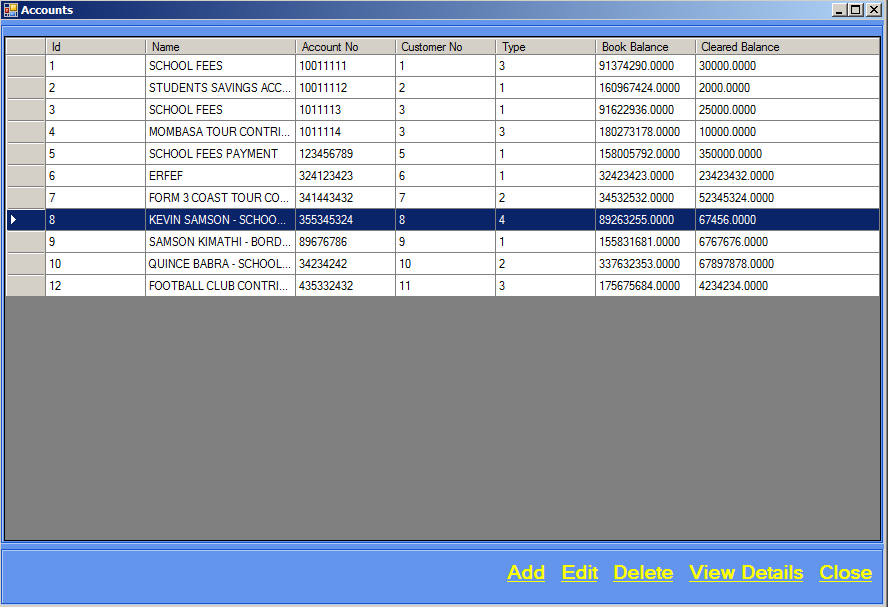 Accounts
Id Name Account No Customer No Type Book Balance Cleared Balance
1 SCHOOL FEES 10011111 1 3 91374290.0000 30000.0000
2 STUDENTS SAVINGS ACC... 10011112 2 1 160967424.0000 2000.0000
3 SCHOOL FEES 1011113 3 1 91622936.0000 25000.0000
4 MOMBASA TOUR CONTRI... 1011114 3 3 180273178.0000 10000.0000
5 SCHOOL FEES PAYMENT 123456789 5 1 158005792.0000 350000.0000
6 ERFEF 324123423 6 1 32423423.0000 23423432.0000
7 FORM 3 COAST TOUR CO... 341443432 7 2 34532532.0000 52345324.0000
8 KEVIN SAMSON - SCHOO... 355345324 8 4 89263255.0000 67456.0000
9 SAMSON KIMATHI - BORD... 89676786 9 1 155831681.0000 6767676.0000
10 QUINCE BABRA - SCHOOL... 34234242 10 2 337632353.0000 67897878.0000
12 FOOTBALL CLUB CONTRI... 435332432 11 3 175675684.0000 4234234.0000
Add Edit Delete View Details Close